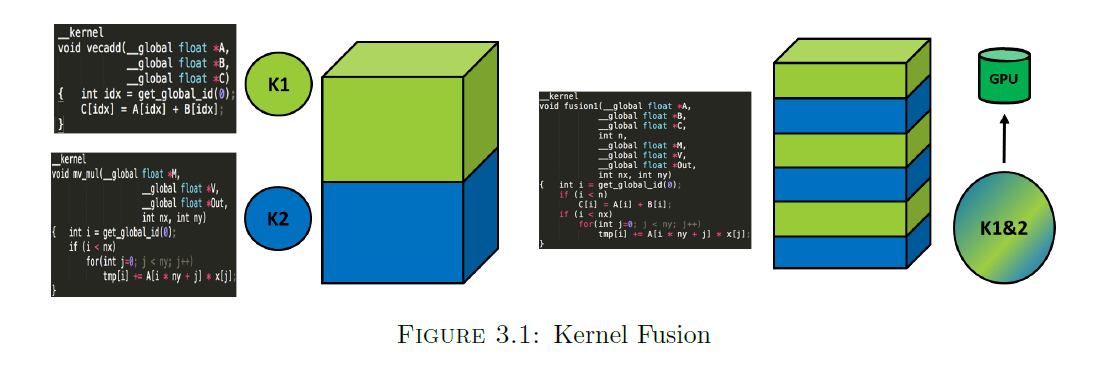 __kernel
void vecadd(__global float *A,
__global float *B,
__global float *C)
{ int idx = get_global_id(0);
C[idx] = A[idx] + B[idx];
}
K1
__kernel
void mv_mul(__global float *M,
__global float *V,
__global float *Out,
int nx, int ny)
{ int i = get_global_id(0);
if (i < nx)
for(int j=0; j < ny; j++)
tmp[i] += A[i * ny + j] * x[j];
}
K2
__kernel
void fusion1(__global float *A,
__global float *B,
__global float *C,
int n,
__global float *M,
__global float *V,
__global float *Out,
int nx, int ny)
{ int i = get_global_id(0);
if (i < n)
C[i] = A[i] + B[i];
if (i < nx)
for(int j=0; j < ny; j++)
tmp[i] += A[i * ny + j] * x[j];
}
GPU
K1&2
FIGURE 3.1: Kernel Fusion